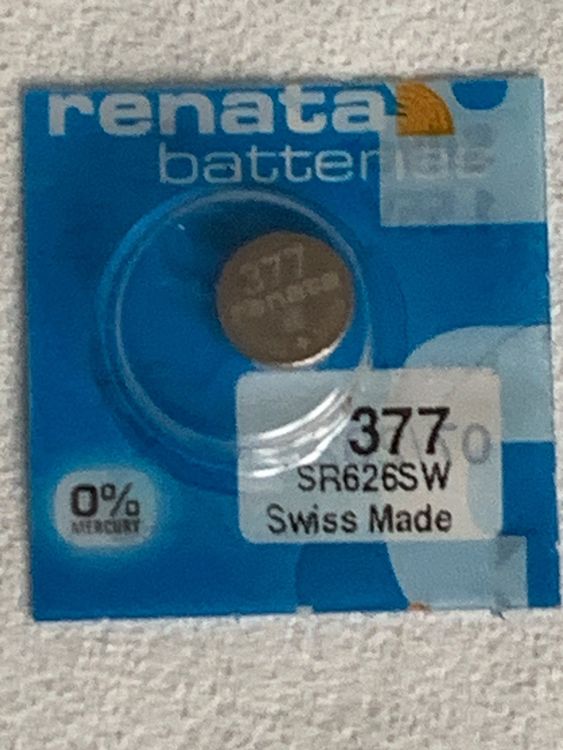 renata
batteries
377
renata
377
SR626SW
Swiss Made
0%
MERCURY